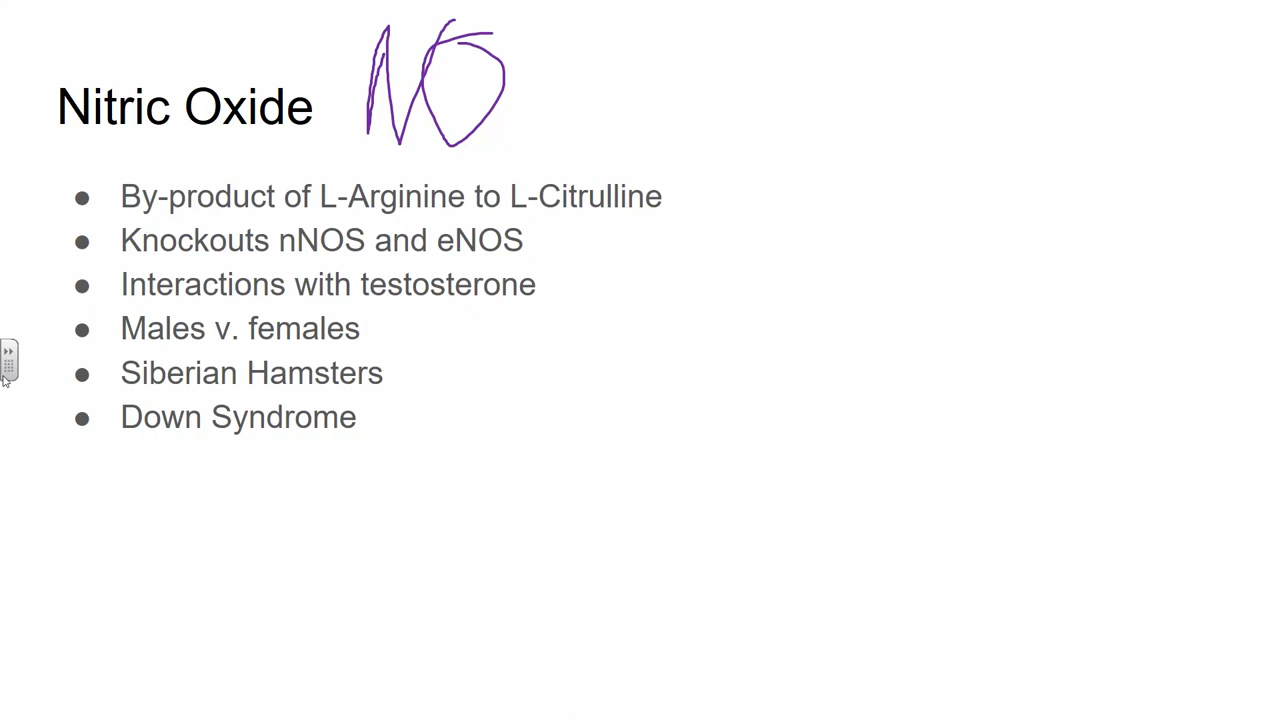 Nitric Oxide NO
● By-product of L-Arginine to L-Citrulline
● Knockouts nNOS and eNOS
● Interactions with testosterone
● Males v. females
● Siberian Hamsters
● Down Syndrome